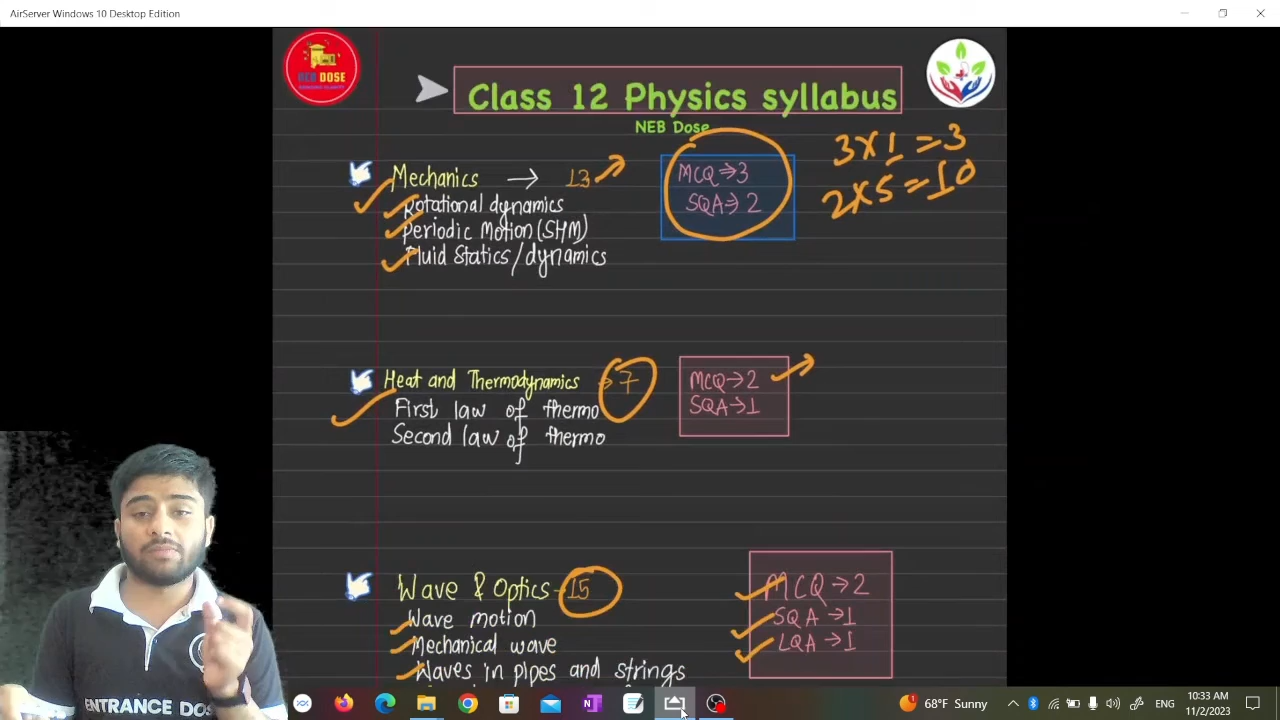 AirServer Windows 10 Desktop Edition
NEB DOSE
Class 12 Physics syllabus
NEB Dose
3×1=3
2×5=10
Mechanics → 13
MCQ⇒3
SQA⇒2
Rotational dynamics
Periodic Motion (SHM)
Fluid Statics/dynamics
Heat and Thermodynamics → 7
MCQ→2
SQA→1
First law of thermo
Second law of thermo
Wave & Optics - 15
MCQ→2
SQA→1
LQA→1
Wave motion
Mechanical wave
Waves in pipes and strings
ENTRANCE DOS
68°F Sunny
ENG
10:33 AM
11/2/2023